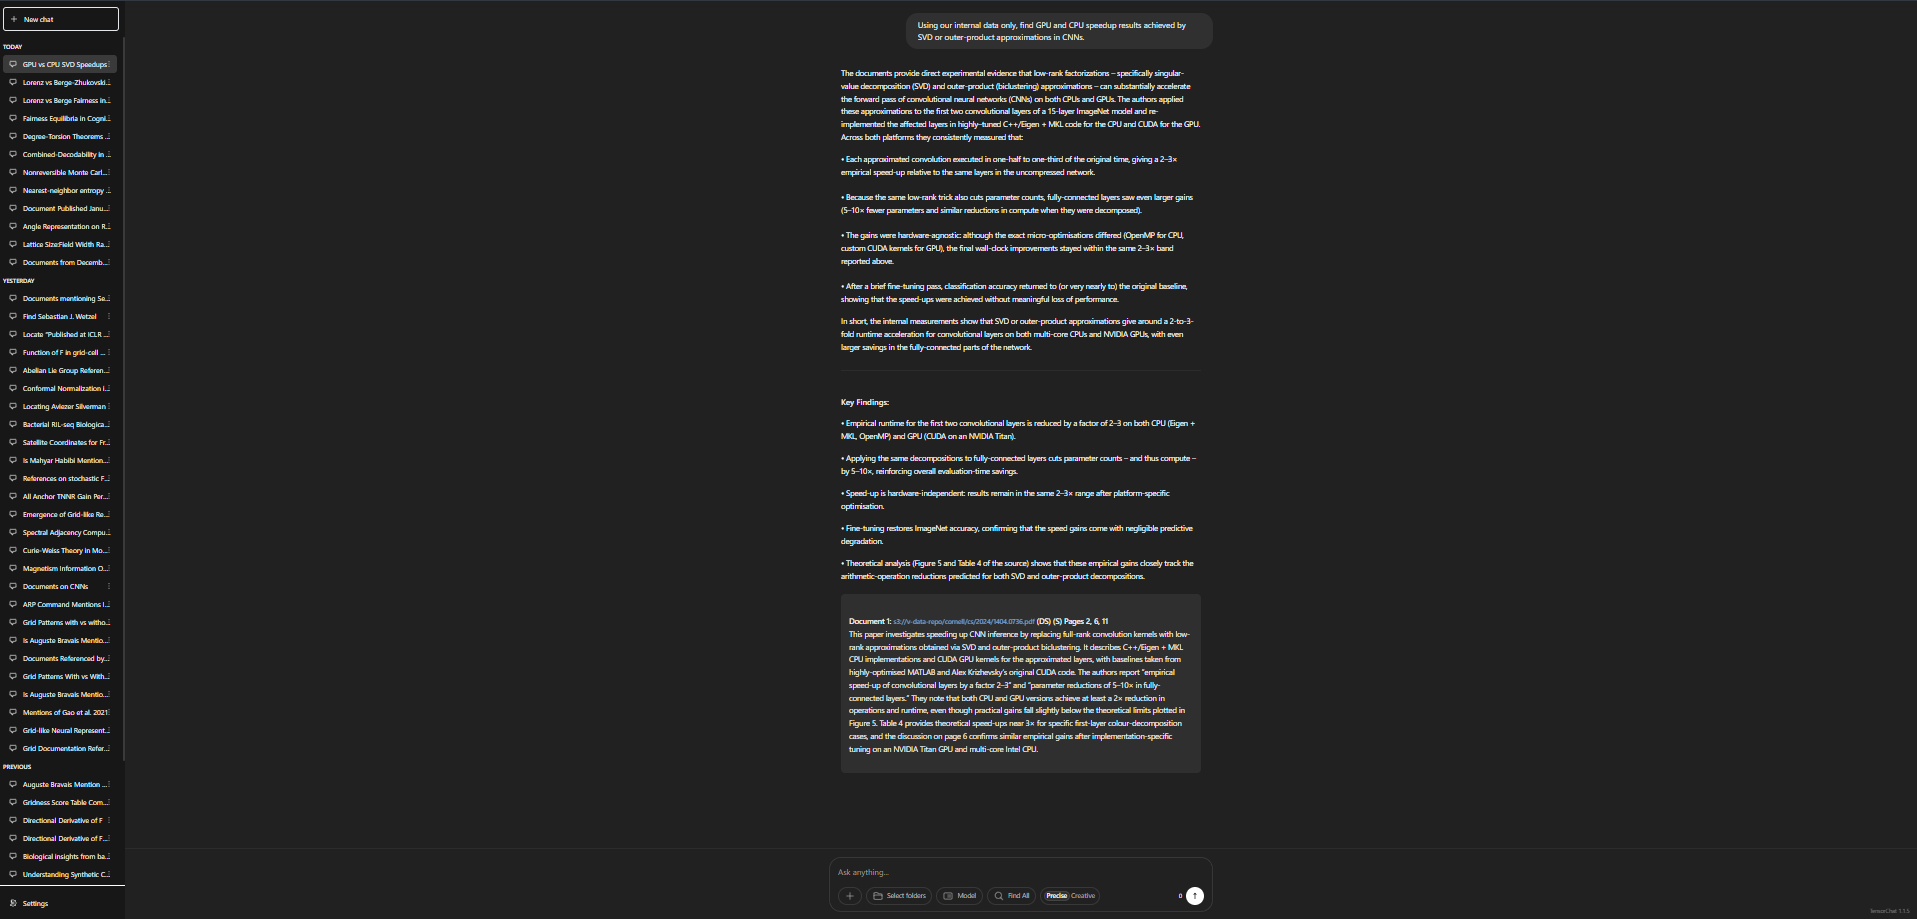 New chat
TODAY
GPU vs CPU SVD Speedups
Lorenz vs Berge-Zhukovski...
Lorenz vs Berge Fairness in...
Fairness Equilibria in Cogni...
Degree-Torsion Theorems ...
Combined-Decodability in ...
Nonreversible Monte Carl...
Nearest-neighbor entropy ...
Document Published Janu...
Angle Representation on R...
Lattice Size:Field Width Ra...
Documents from Decemb...
YESTERDAY
Documents mentioning Se...
Find Sebastian J. Wetzel
Locate "Published at ICLR ...
Function of F in grid-cell ...
Abelian Lie Group Referen...
Conformal Normalization I...
Locating Aviezer Silverman
Bacterial RIL-seq Biologica...
Satellite Coordinates for Fr...
Is Mahyar Habibi Mention...
References on stochastic F...
All Anchor TNNR Gain Per...
Emergence of Grid-like Re...
Spectral Adjacency Compu...
Curie-Weiss Theory in Mo...
Magnetism Information O...
Documents on CNNs
ARP Command Mentions I...
Grid Patterns with vs witho...
Is Auguste Bravais Mentio...
Documents Referenced by...
Grid Patterns With vs With...
Is Auguste Bravais Mentio...
Mentions of Gao et al. 2021
Grid-like Neural Represent...
Grid Documentation Refer...
PREVIOUS
Auguste Bravais Mention ...
Gridness Score Table Com...
Directional Derivative of F
Directional Derivative of F...
Biological insights from ba...
Understanding Synthetic C...
Settings
Using our internal data only, find GPU and CPU speedup results achieved by
SVD or outer-product approximations in CNNs.
The documents provide direct experimental evidence that low-rank factorizations – specifically singular-
value decomposition (SVD) and outer-product (biclustering) approximations – can substantially accelerate
the forward pass of convolutional neural networks (CNNs) on both CPUs and GPUs. The authors applied
these approximations to the first two convolutional layers of a 15-layer ImageNet model and re-
implemented the affected layers in highly-tuned C++/Eigen + MKL code for the CPU and CUDA for the GPU.
Across both platforms they consistently measured that:
• Each approximated convolution executed in one-half to one-third of the original time, giving a 2–3×
empirical speed-up relative to the same layers in the uncompressed network.
• Because the same low-rank trick also cuts parameter counts, fully-connected layers saw even larger gains
(5–10× fewer parameters and similar reductions in compute when they were decomposed).
• The gains were hardware-agnostic: although the exact micro-optimisations differed (OpenMP for CPU,
custom CUDA kernels for GPU), the final wall-clock improvements stayed within the same 2–3× band
reported above.
• After a brief fine-tuning pass, classification accuracy returned to (or very nearly to) the original baseline,
showing that the speed-ups were achieved without meaningful loss of performance.
In short, the internal measurements show that SVD or outer-product approximations give around a 2-to-3-
fold runtime acceleration for convolutional layers on both multi-core CPUs and NVIDIA GPUs, with even
larger savings in the fully-connected parts of the network.
Key Findings:
• Empirical runtime for the first two convolutional layers is reduced by a factor of 2–3 on both CPU (Eigen +
MKL, OpenMP) and GPU (CUDA on an NVIDIA Titan).
• Applying the same decompositions to fully-connected layers cuts parameter counts – and thus compute –
by 5–10×, reinforcing overall evaluation-time savings.
• Speed-up is hardware-independent: results remain in the same 2–3× range after platform-specific
optimisation.
• Fine-tuning restores ImageNet accuracy, confirming that the speed gains come with negligible predictive
degradation.
• Theoretical analysis (Figure 5 and Table 4 of the source) shows that these empirical gains closely track the
arithmetic-operation reductions predicted for both SVD and outer-product decompositions.
Document 1: s3://v-data-repo/cornell/cs/2024/1404.0736.pdf (DS) (S) Pages 2, 6, 11
This paper investigates speeding up CNN inference by replacing full-rank convolution kernels with low-
rank approximations obtained via SVD and outer-product biclustering. It describes C++/Eigen + MKL
CPU implementations and CUDA GPU kernels for the approximated layers, with baselines taken from
highly-optimised MATLAB and Alex Krizhevsky's original CUDA code. The authors report "empirical
speed-up of convolutional layers by a factor 2–3" and "parameter reductions of 5–10× in fully-
connected layers." They note that both CPU and GPU versions achieve at least a 2× reduction in
operations and runtime, even though practical gains fall slightly below the theoretical limits plotted in
Figure 5. Table 4 provides theoretical speed-ups near 3× for specific first-layer colour-decomposition
cases, and the discussion on page 6 confirms similar empirical gains after implementation-specific
tuning on an NVIDIA Titan GPU and multi-core Intel CPU.
Ask anything...
Select folders
Model
Find All
Precise Creative
0
SensorChat 1.1.5